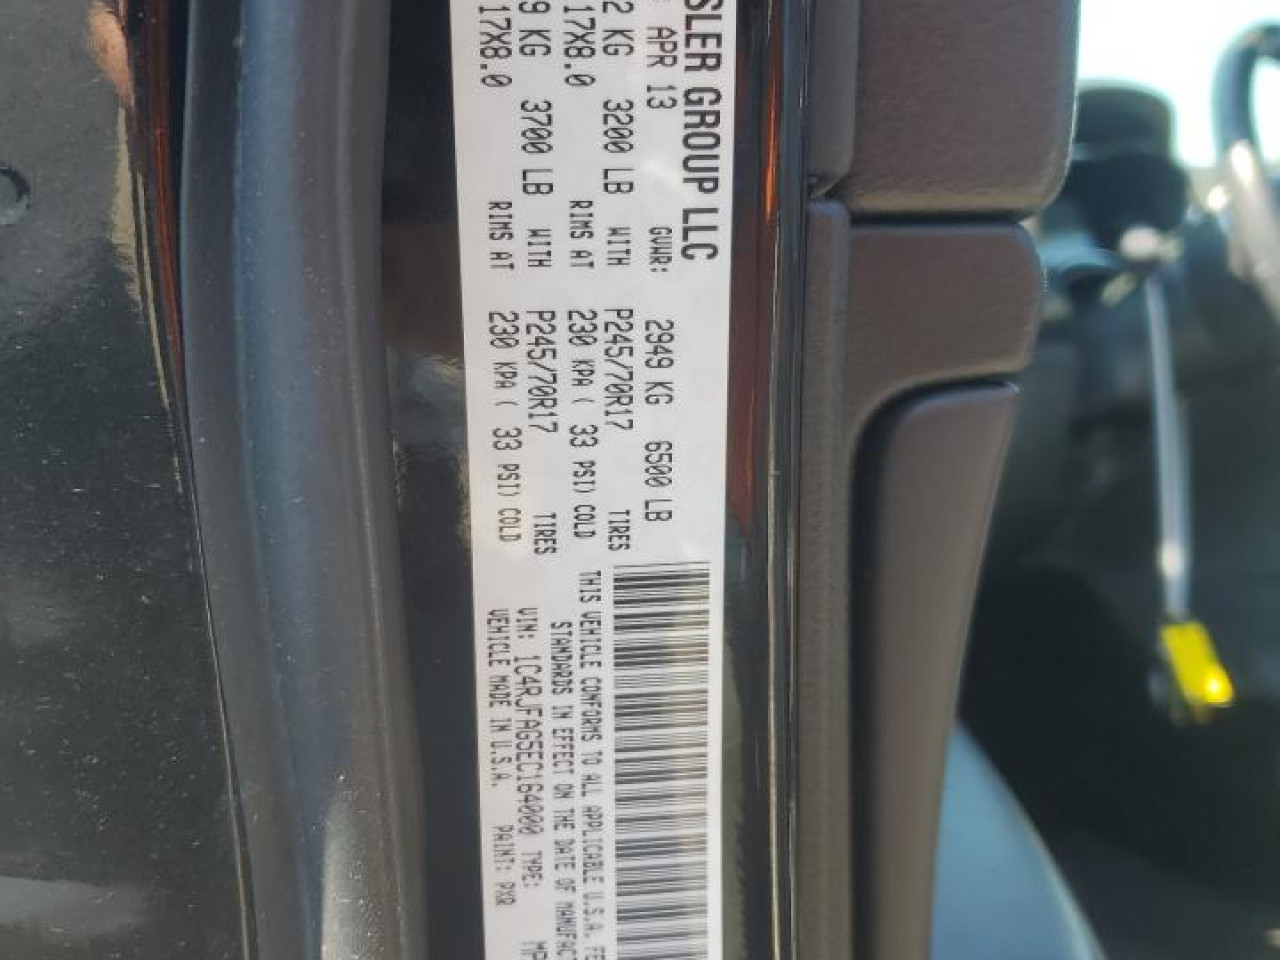 SLER GROUP LLC
APR 13 GVWR: 2949 KG 6500 LB
2 KG 3200 LB WITH P245/70R17 TIRES
17X8.0 RIMS AT 230 KPA ( 33 PSI) COLD
9 KG 3700 LB WITH P245/70R17 TIRES
17X8.0 RIMS AT 230 KPA ( 33 PSI) COLD
THIS VEHICLE CONFORMS TO ALL APPLICABLE U.S.A. FE
STANDARDS IN EFFECT ON THE DATE OF MANUFACT
VIN: 1C4RJFAG5EC164000 TYPE: MP
VEHICLE MADE IN U.S.A. PAINT: PXR